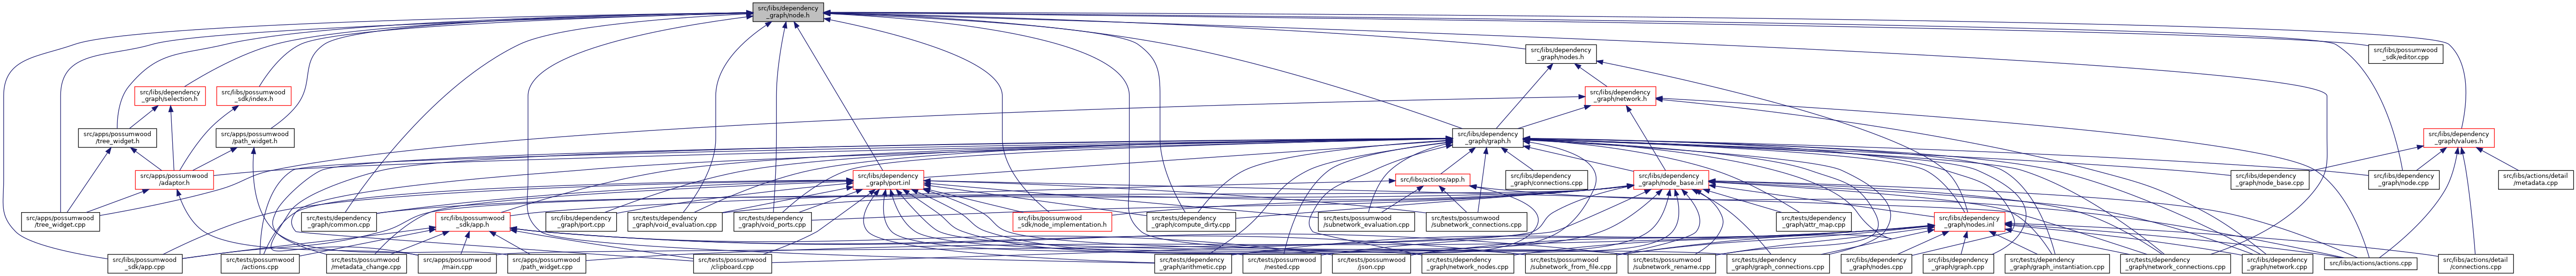 src/libs/dependency
_graph/node.h
src/libs/dependency
_graph/nodes.h
src/libs/possumwood
_sdk/editor.cpp
src/libs/dependency
_graph/selection.h
src/libs/possumwood
_sdk/index.h
src/libs/dependency
_graph/network.h
src/apps/possumwood
/tree_widget.h
src/apps/possumwood
/path_widget.h
src/libs/dependency
_graph/graph.h
src/libs/dependency
_graph/values.h
src/apps/possumwood
/adaptor.h
src/libs/dependency
_graph/port.inl
src/libs/actions/app.h
src/libs/dependency
_graph/connections.cpp
src/libs/dependency
_graph/node_base.inl
src/libs/dependency
_graph/node_base.cpp
src/libs/dependency
_graph/node.cpp
src/libs/actions/detail
/metadata.cpp
src/apps/possumwood
/tree_widget.cpp
src/tests/dependency
_graph/common.cpp
src/libs/possumwood
_sdk/app.h
src/libs/dependency
_graph/port.cpp
src/tests/dependency
_graph/void_evaluation.cpp
src/tests/dependency
_graph/void_ports.cpp
src/libs/possumwood
_sdk/node_implementation.h
src/tests/dependency
_graph/compute_dirty.cpp
src/tests/possumwood
/subnetwork_evaluation.cpp
src/tests/possumwood
/subnetwork_connections.cpp
src/tests/dependency
_graph/attr_map.cpp
src/libs/dependency
_graph/nodes.inl
src/libs/possumwood
_sdk/app.cpp
src/tests/possumwood
/actions.cpp
src/tests/possumwood
/metadata_change.cpp
src/apps/possumwood
/main.cpp
src/apps/possumwood
/path_widget.cpp
src/tests/possumwood
/clipboard.cpp
src/tests/dependency
_graph/arithmetic.cpp
src/tests/possumwood
/nested.cpp
src/tests/possumwood
/json.cpp
src/tests/dependency
_graph/network_nodes.cpp
src/tests/possumwood
/subnetwork_from_file.cpp
src/tests/possumwood
/subnetwork_rename.cpp
src/tests/dependency
_graph/graph_connections.cpp
src/libs/dependency
_graph/nodes.cpp
src/libs/dependency
_graph/graph.cpp
src/tests/dependency
_graph/graph_instantiation.cpp
src/tests/dependency
_graph/network_connections.cpp
src/libs/dependency
_graph/network.cpp
src/libs/actions/actions.cpp
src/libs/actions/detail
/connections.cpp